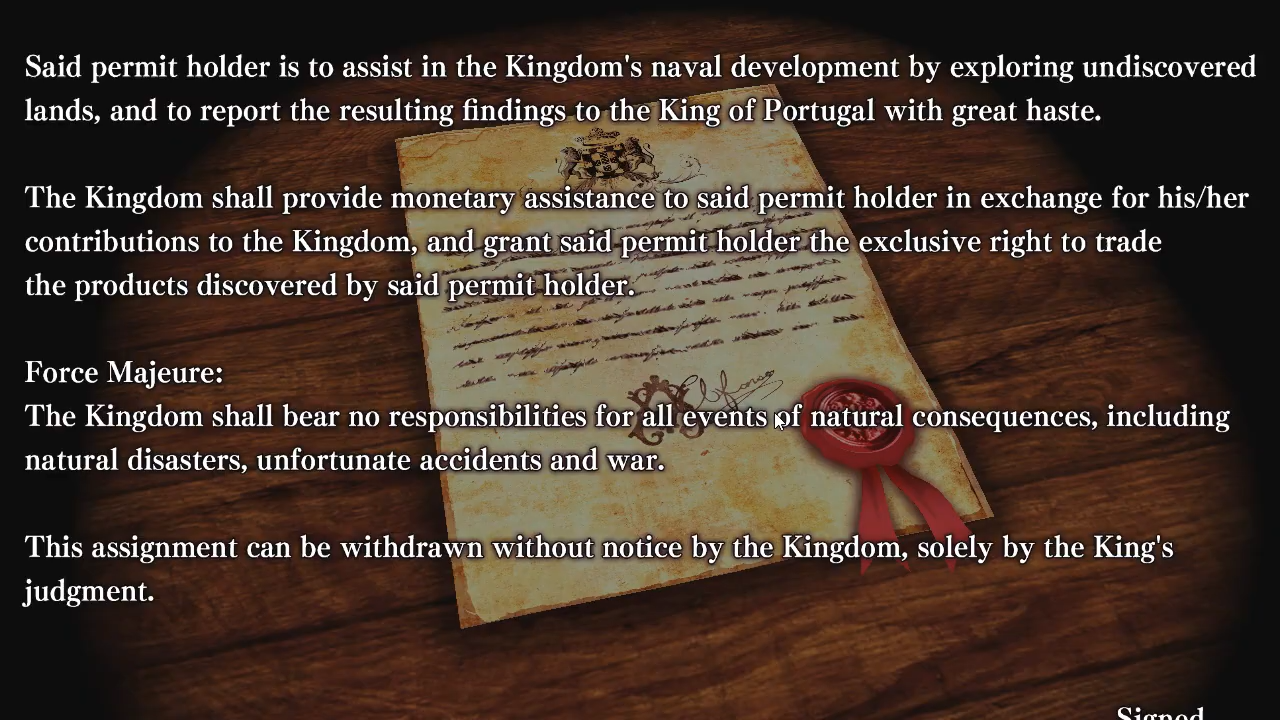 Said permit holder is to assist in the Kingdom's naval development by exploring undiscovered
lands, and to report the resulting findings to the King of Portugal with great haste.
The Kingdom shall provide monetary assistance to said permit holder in exchange for his/her
contributions to the Kingdom, and grant said permit holder the exclusive right to trade
the products discovered by said permit holder.
Force Majeure:
The Kingdom shall bear no responsibilities for all events of natural consequences, including
natural disasters, unfortunate accidents and war.
This assignment can be withdrawn without notice by the Kingdom, solely by the King's
judgment.
Signed